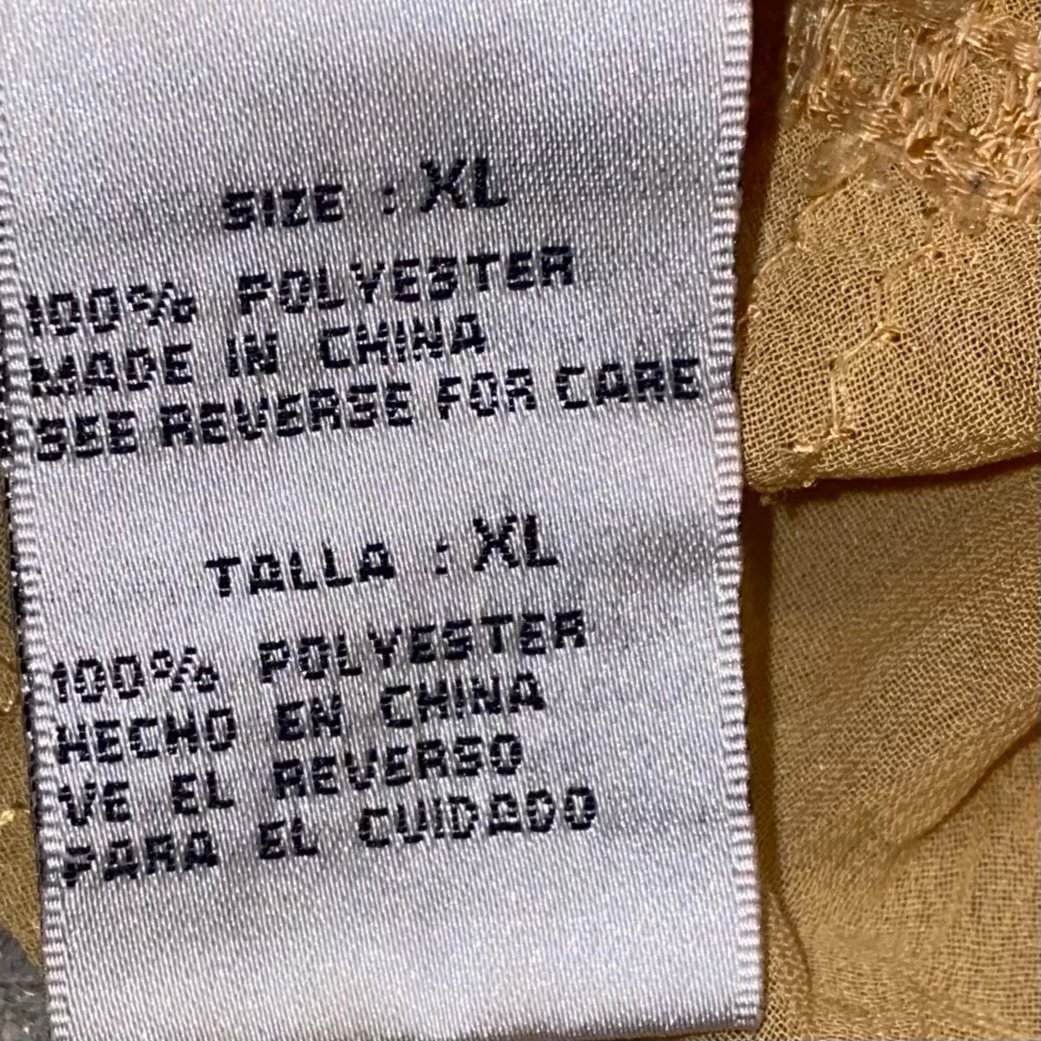 SIZE : XL
100% POLYESTER
MADE IN CHINA
SEE REVERSE FOR CARE
TALLA : XL
100% POLYESTER
HECHO EN CHINA
VE EL REVERSO
PARA EL CUIDADO